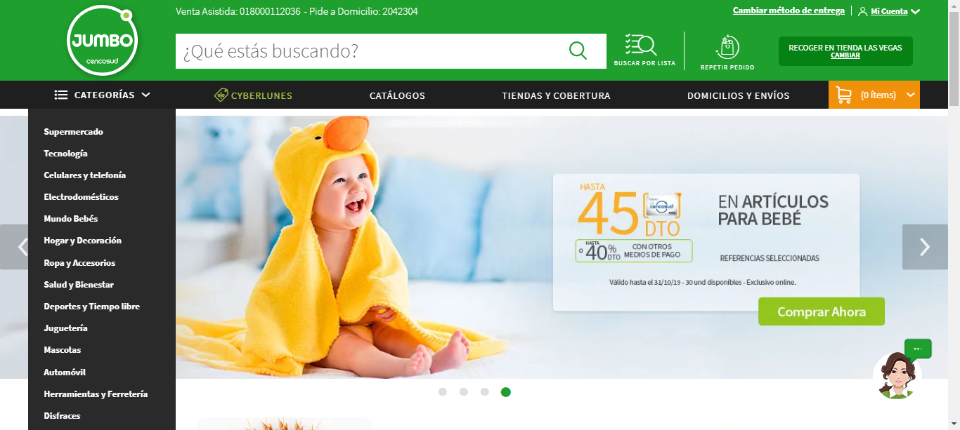 Venta Asistida: 018000112036 - Pide a Domicilio: 2042304
Cambiar método de entrega
Mi Cuenta
JUMBO
cencosud
¿Qué estás buscando?
BUSCAR POR LISTA
REPETIR PEDIDO
RECOGER EN TIENDA LAS VEGAS
CAMBIAR
CATEGORÍAS
CYBERLUNES
CATÁLOGOS
TIENDAS Y COBERTURA
DOMICILIOS Y ENVÍOS
(0 ítems)
Supermercado
Tecnología
Celulares y telefonía
Electrodomésticos
Mundo Bebés
Hogar y Decoración
Ropa y Accesorios
Salud y Bienestar
Deportes y Tiempo libre
Juguetería
Mascotas
Automóvil
Herramientas y Ferretería
Disfraces
HASTA
45
cencosud
DTO
O HASTA 40% DTO
CON OTROS
MEDIOS DE PAGO
EN ARTÍCULOS
PARA BEBÉ
REFERENCIAS SELECCIONADAS
Válido hasta el 31/10/19 - 30 und disponibles - Exclusivo online.
Comprar Ahora